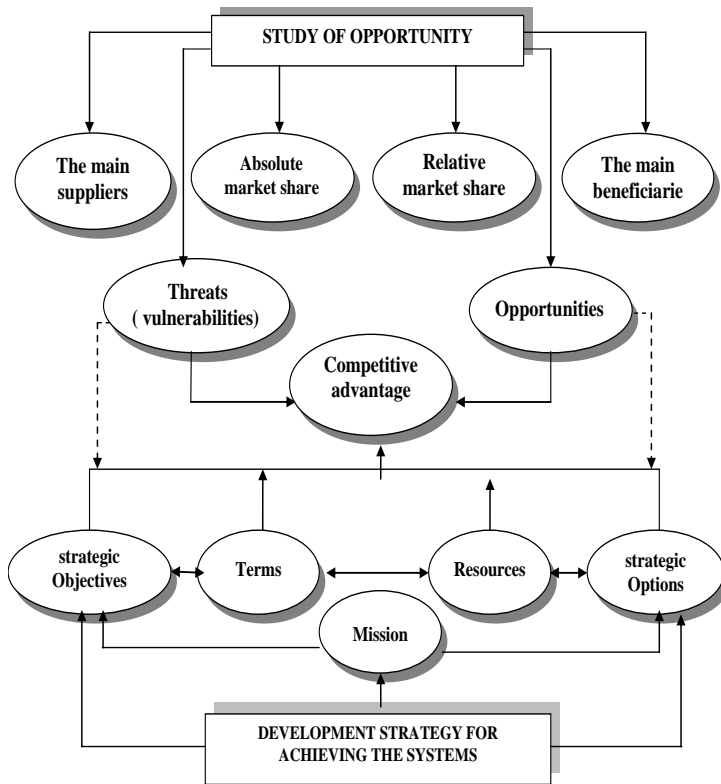 STUDY OF OPPORTUNITY
The main
suppliers
Absolute
market share
Relative
market share
The main
beneficiarie
Threats
( vulnerabilities)
Opportunities
Competitive
advantage
strategic
Objectives
Terms
Resources
strategic
Options
Mission
DEVELOPMENT STRATEGY FOR
ACHIEVING THE SYSTEMS